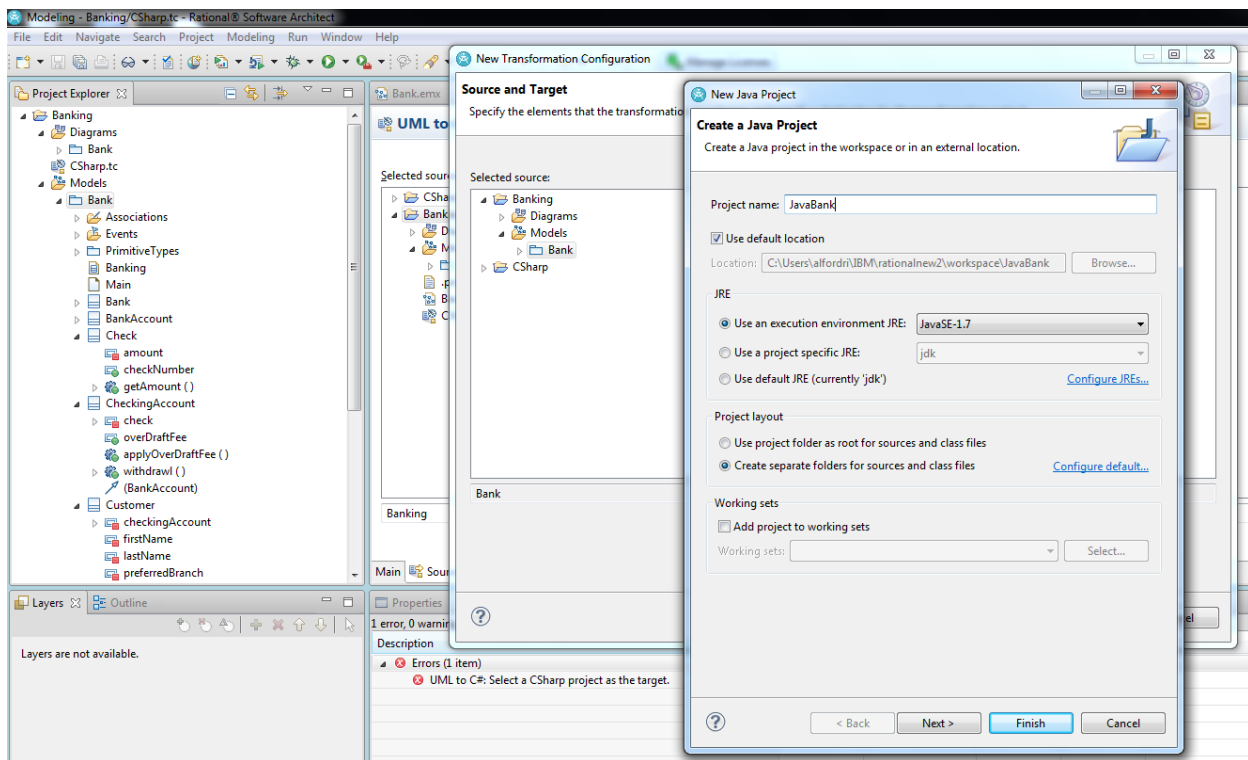 Modeling - Banking/CSharp.tc - Rational® Software Architect
File Edit Navigate Search Project Modeling Run Window Help
Project Explorer
Banking
Diagrams
Bank
CSharp.tc
Models
Bank
Associations
Events
PrimitiveTypes
Banking
Main
Bank
BankAccount
Check
amount
checkNumber
getAmount ( )
CheckingAccount
check
overDraftFee
applyOverDraftFee ( )
withdrawl ( )
(BankAccount)
Customer
checkingAccount
firstName
lastName
preferredBranch
Layers
Outline
Layers are not available.
Bank.emx
UML to
Selected sour
CSha
Bank
D
M
.p
B
C
Banking
Main
Sour
Properties
1 error, 0 warnin
Description
Errors (1 item)
UML to C#: Select a CSharp project as the target.
New Transformation Configuration
Manage Licenses
Source and Target
Specify the elements that the transformatio
Selected source:
Banking
Diagrams
Models
Bank
CSharp
Bank
el
New Java Project
Create a Java Project
Create a Java project in the workspace or in an external location.
Project name: JavaBank
Use default location
Location: C:\Users\alfordri\IBM\rationalnew2\workspace\JavaBank Browse...
JRE
Use an execution environment JRE: JavaSE-1.7
Use a project specific JRE: jdk
Use default JRE (currently 'jdk') Configure JREs...
Project layout
Use project folder as root for sources and class files
Create separate folders for sources and class files Configure default...
Working sets
Add project to working sets
Working sets: Select...
< Back Next > Finish Cancel